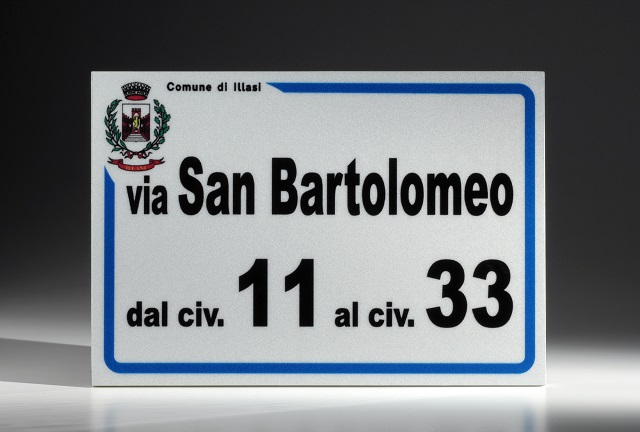 Comune di Illasi
via San Bartolomeo
dal civ. 11 al civ. 33